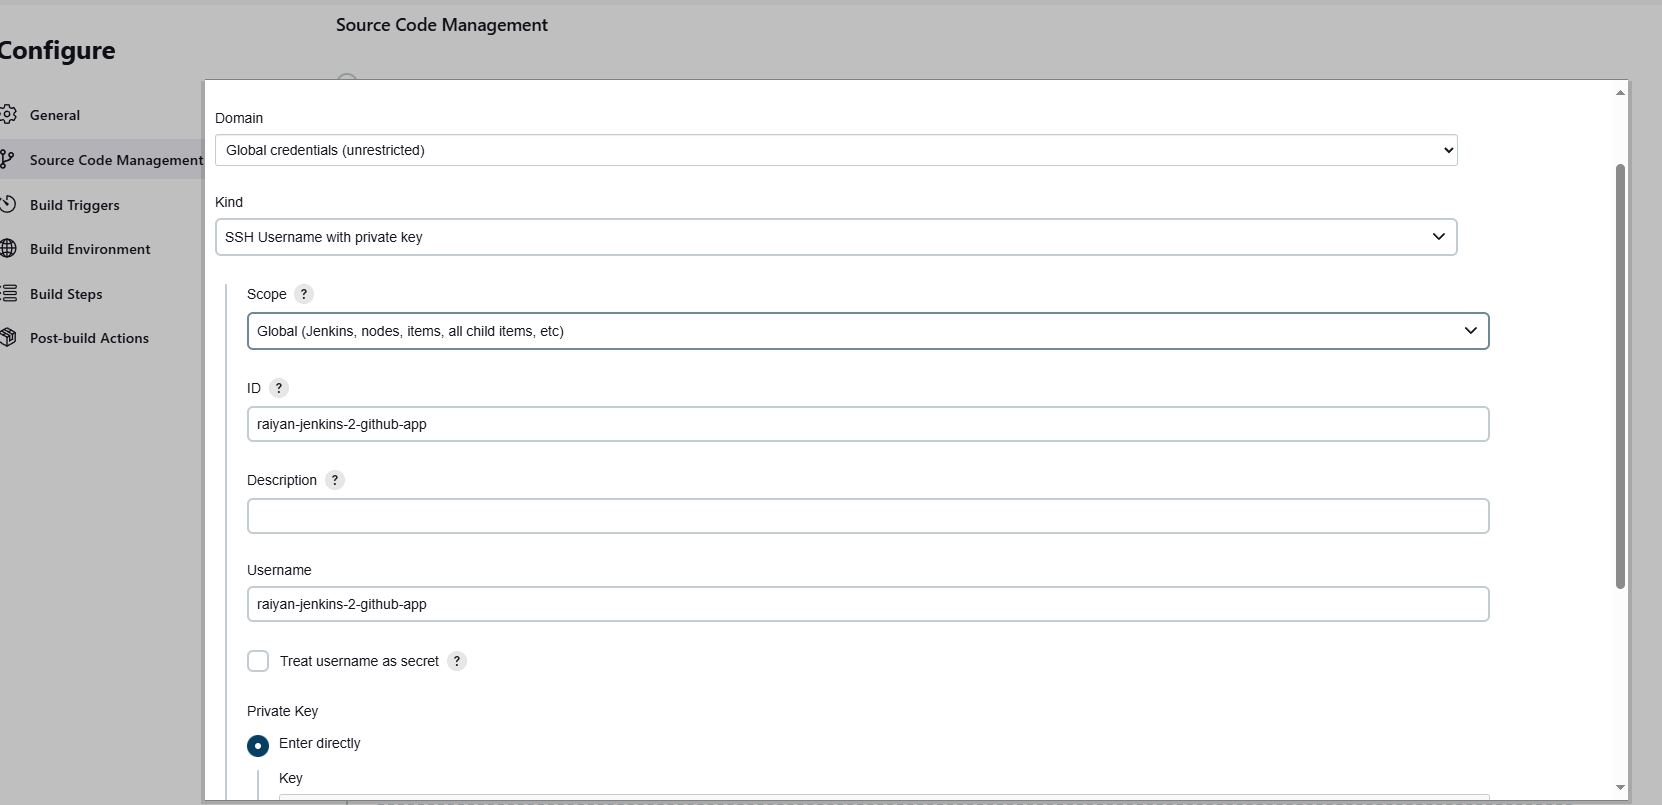 Source Code Management
Configure
General
Source Code Management
Build Triggers
Build Environment
Build Steps
Post-build Actions
Domain
Global credentials (unrestricted)
Kind
SSH Username with private key
Scope ?
Global (Jenkins, nodes, items, all child items, etc)
ID ?
raiyan-jenkins-2-github-app
Description ?
Username
raiyan-jenkins-2-github-app
Treat username as secret ?
Private Key
Enter directly
Key